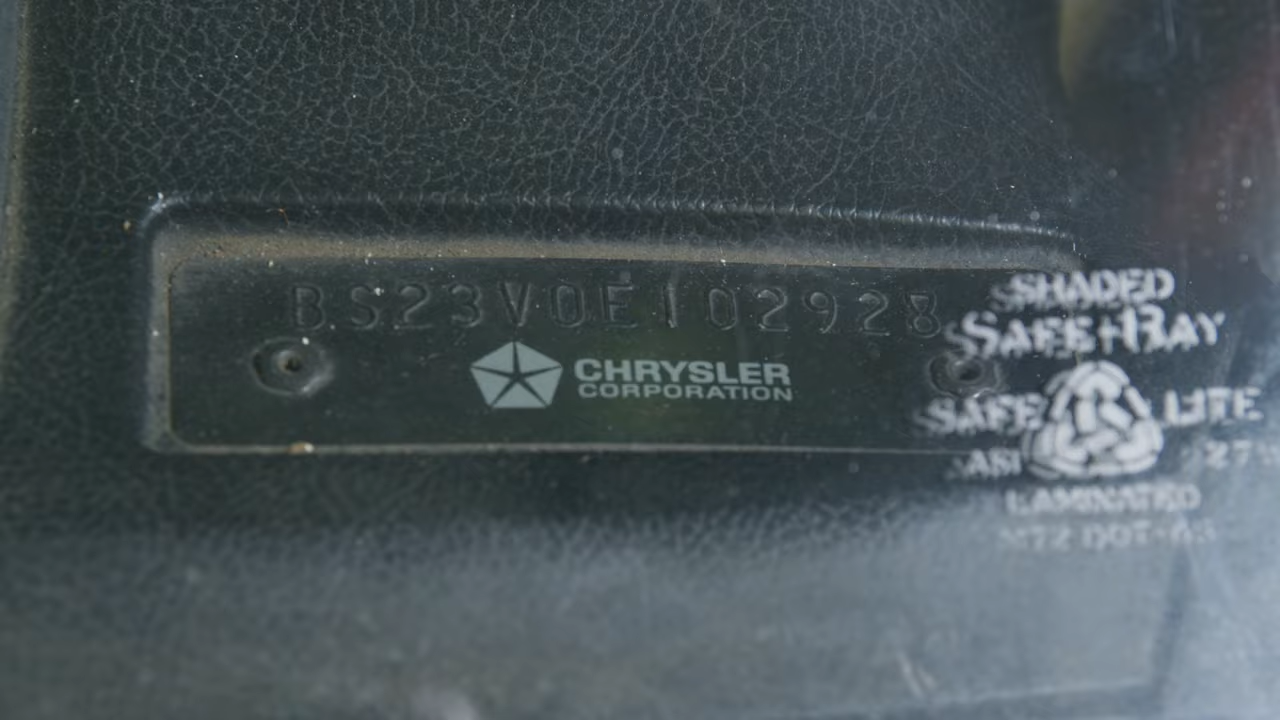 BS23V0E102928
CHRYSLER
CORPORATION
SHADED
SAFE+RAY
SAFE LITE
LAMINATED